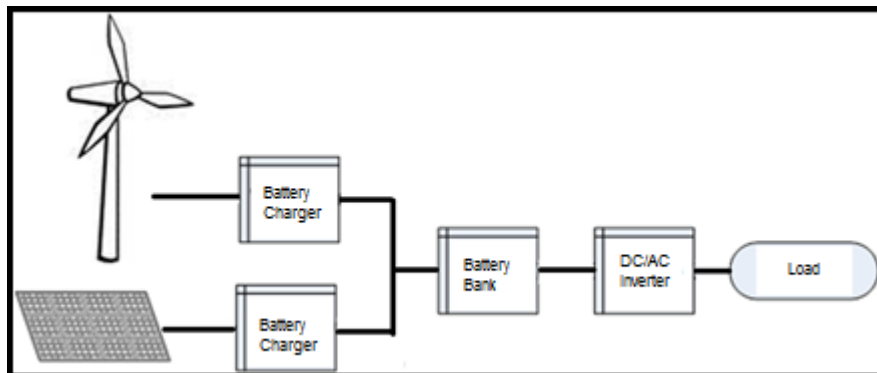 Battery
Charger
Battery
Bank
DC/AC
Inverter
Load
Battery
Charger